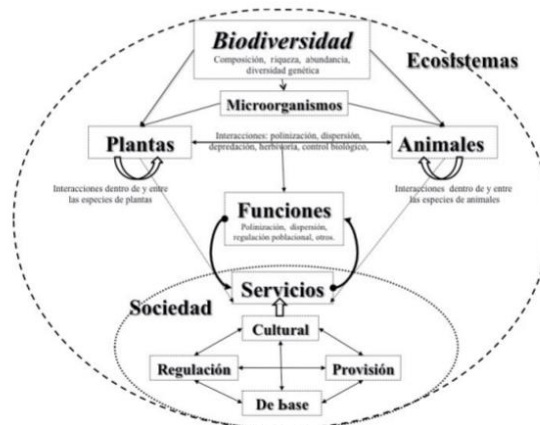 Biodiversidad
Composición, riqueza, abundancia,
diversidad genética
Ecosistemas
Microorganismos
Plantas
Interacciones: polinización, dispersión,
depredación, herbivoría, control biológico,
Animales
Interacciones dentro de y entre
las especies de plantas
Interacciones dentro de y entre
las especies de animales
Funciones
Polinización, dispersión,
regulación poblacional, otros.
Servicios
Sociedad
Cultural
Regulación
Provisión
De base